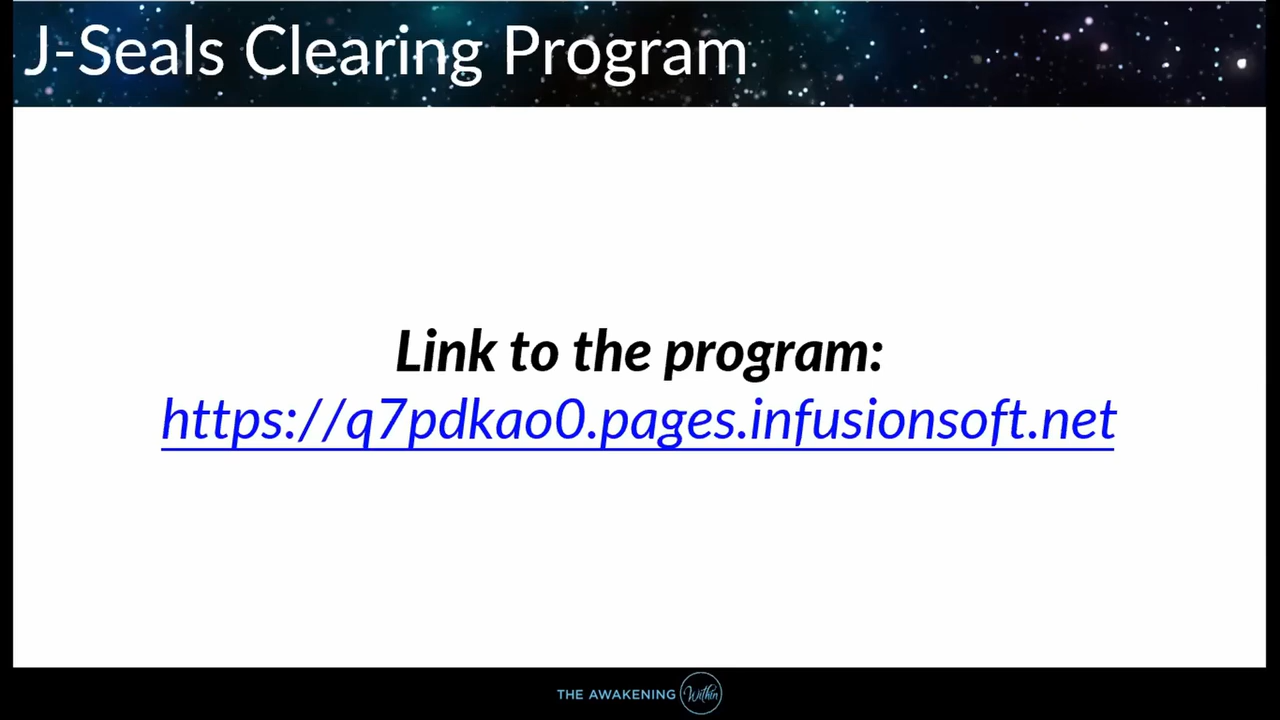 J-Seals Clearing Program
Link to the program:
https://q7pdkao0.pages.infusionsoft.net
THE AWAKENING Within